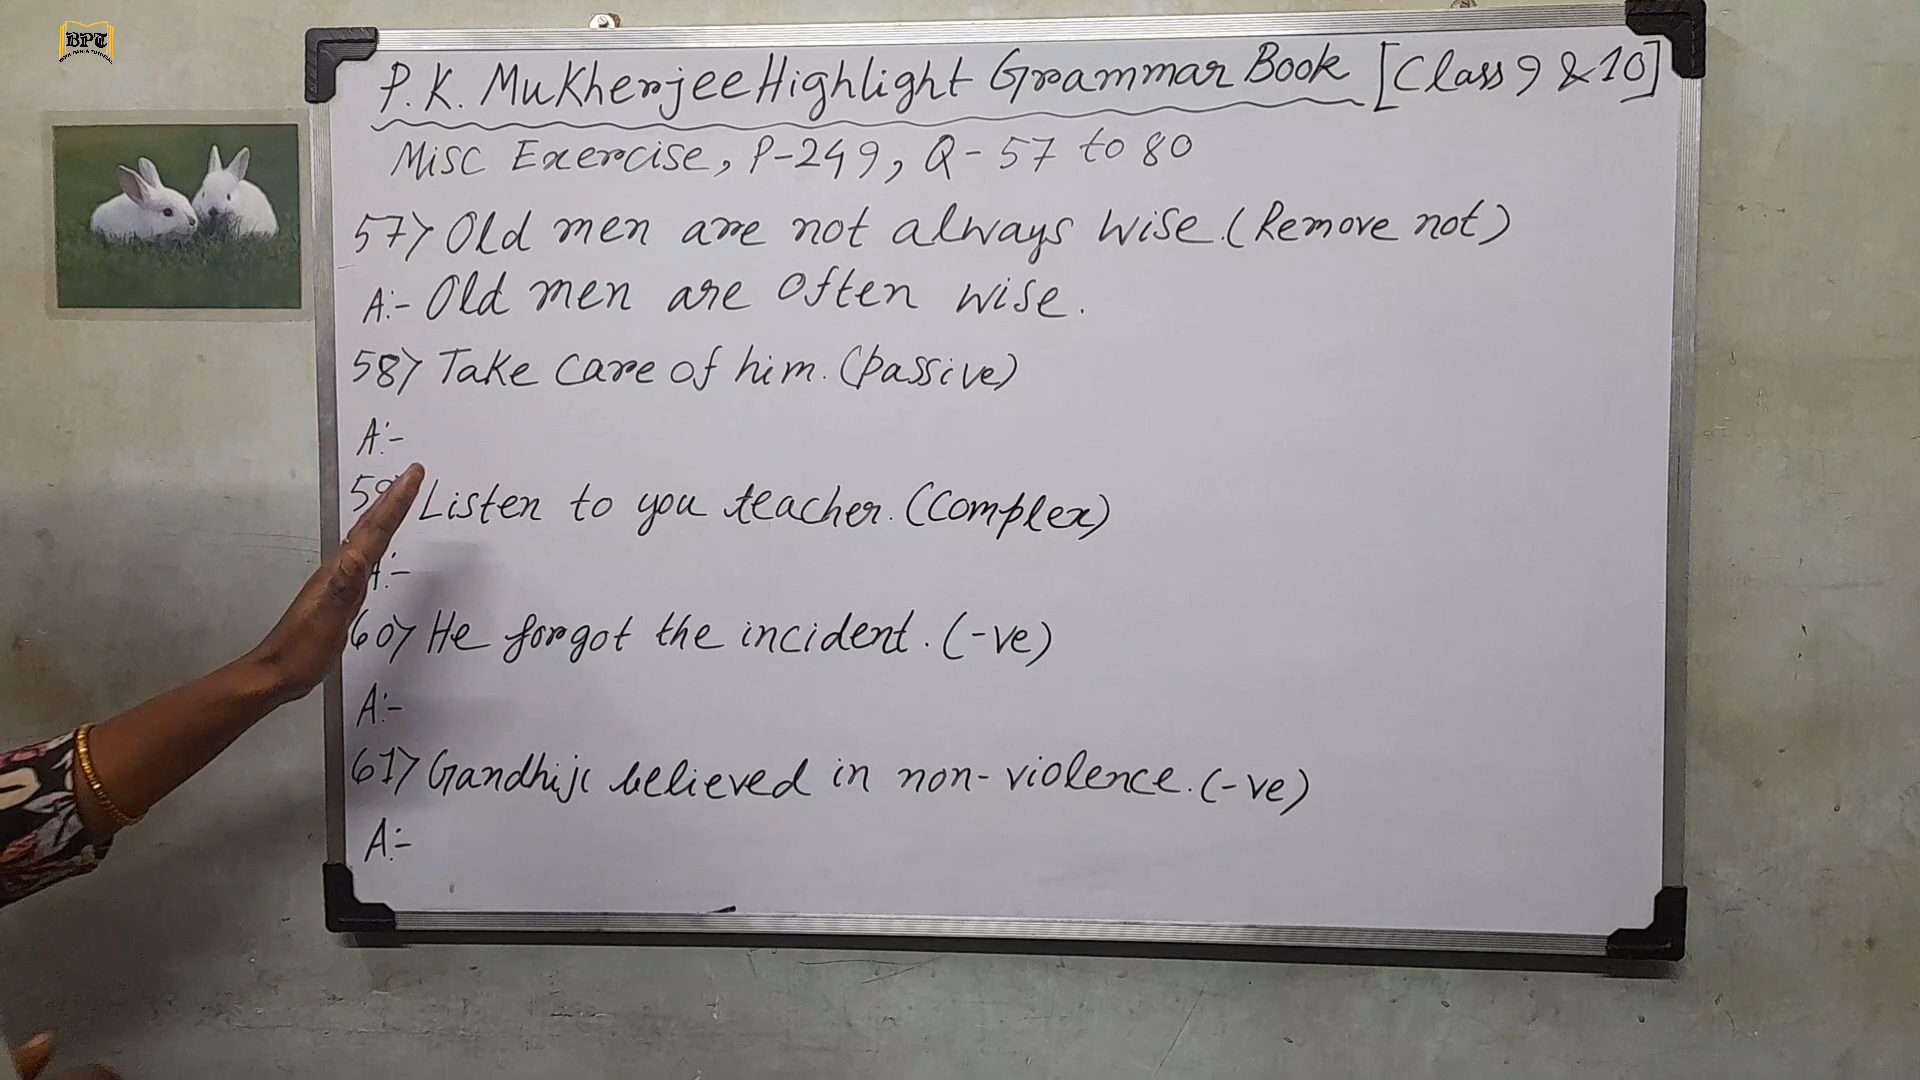 BPT
P.K. Mukherjee Highlight Grammar Book [Class 9 & 10]
Misc Exercise, P-249, Q-57 to 80
57> Old men are not always wise. (Remove not)
A:- Old men are often wise.
58> Take care of him. (passive)
A:-
59> Listen to you teacher. (Complex)
A:-
60> He forgot the incident. (-ve)
A:-
61> Gandhiji believed in non-violence. (-ve)
A:-